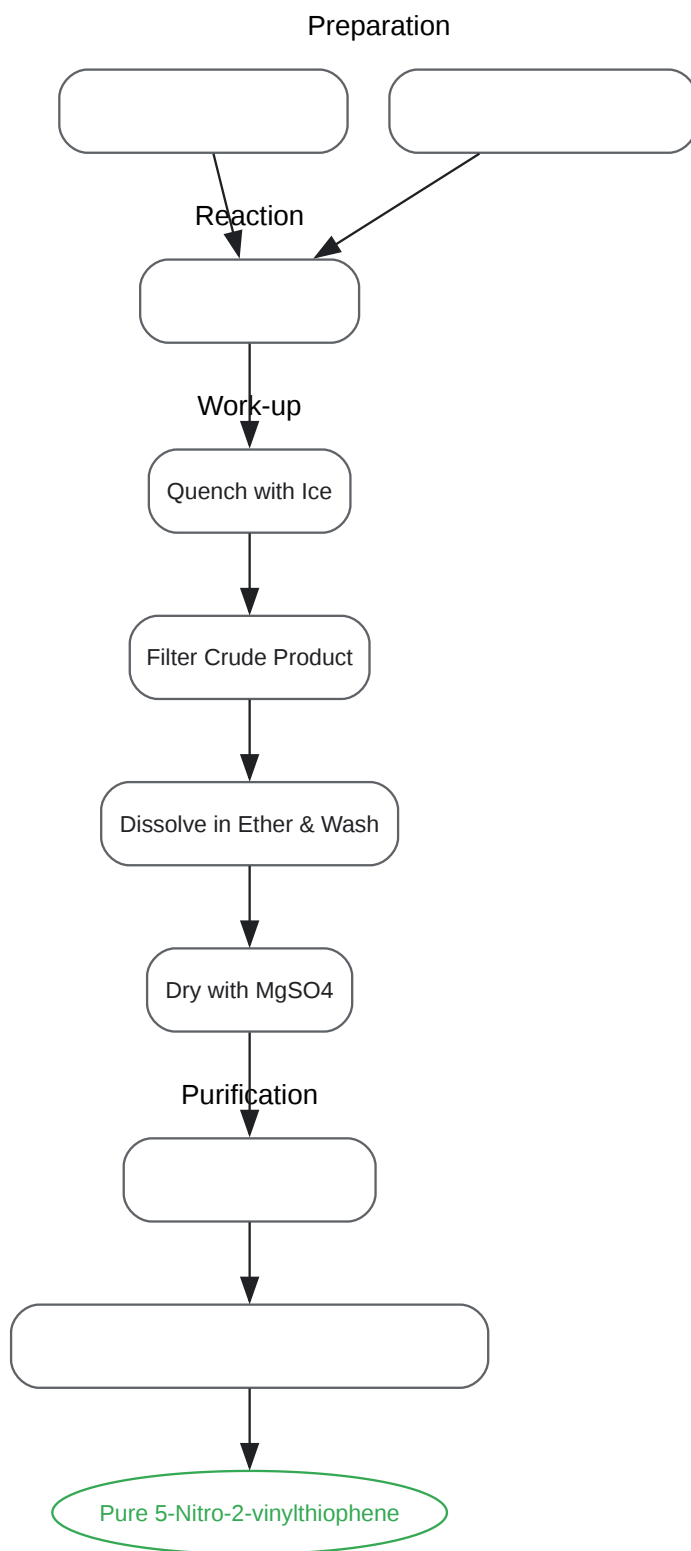 Preparation
Reaction
Work-up
Quench with Ice
Filter Crude Product
Dissolve in Ether & Wash
Dry with MgSO4
Purification
Pure 5-Nitro-2-vinylthiophene